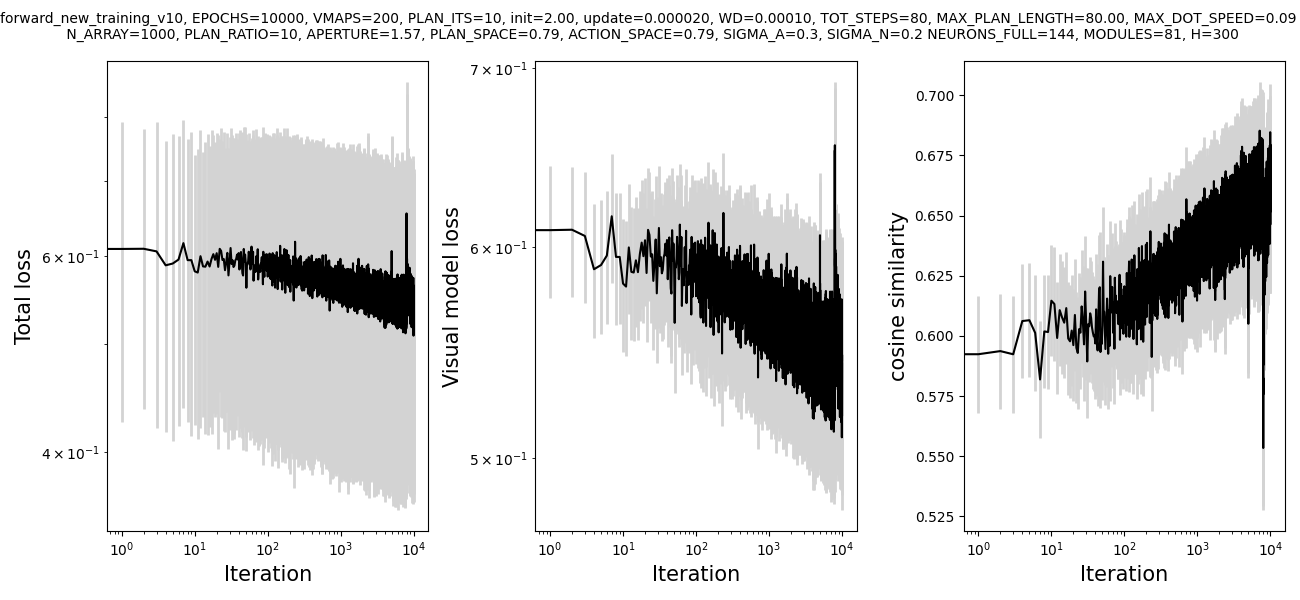 forward_new_training_v10, EPOCHS=10000, VMAPS=200, PLAN_ITS=10, init=2.00, update=0.000020, WD=0.00010, TOT_STEPS=80, MAX_PLAN_LENGTH=80.00, MAX_DOT_SPEED=0.09
N_ARRAY=1000, PLAN_RATIO=10, APERTURE=1.57, PLAN_SPACE=0.79, ACTION_SPACE=0.79, SIGMA_A=0.3, SIGMA_N=0.2 NEURONS_FULL=144, MODULES=81, H=300
Total loss
6 × 10⁻¹
4 × 10⁻¹
10⁰ 10¹ 10² 10³ 10⁴
Iteration
Visual model loss
7 × 10⁻¹
6 × 10⁻¹
5 × 10⁻¹
10⁰ 10¹ 10² 10³ 10⁴
Iteration
cosine similarity
0.700
0.675
0.650
0.625
0.600
0.575
0.550
0.525
10⁰ 10¹ 10² 10³ 10⁴
Iteration